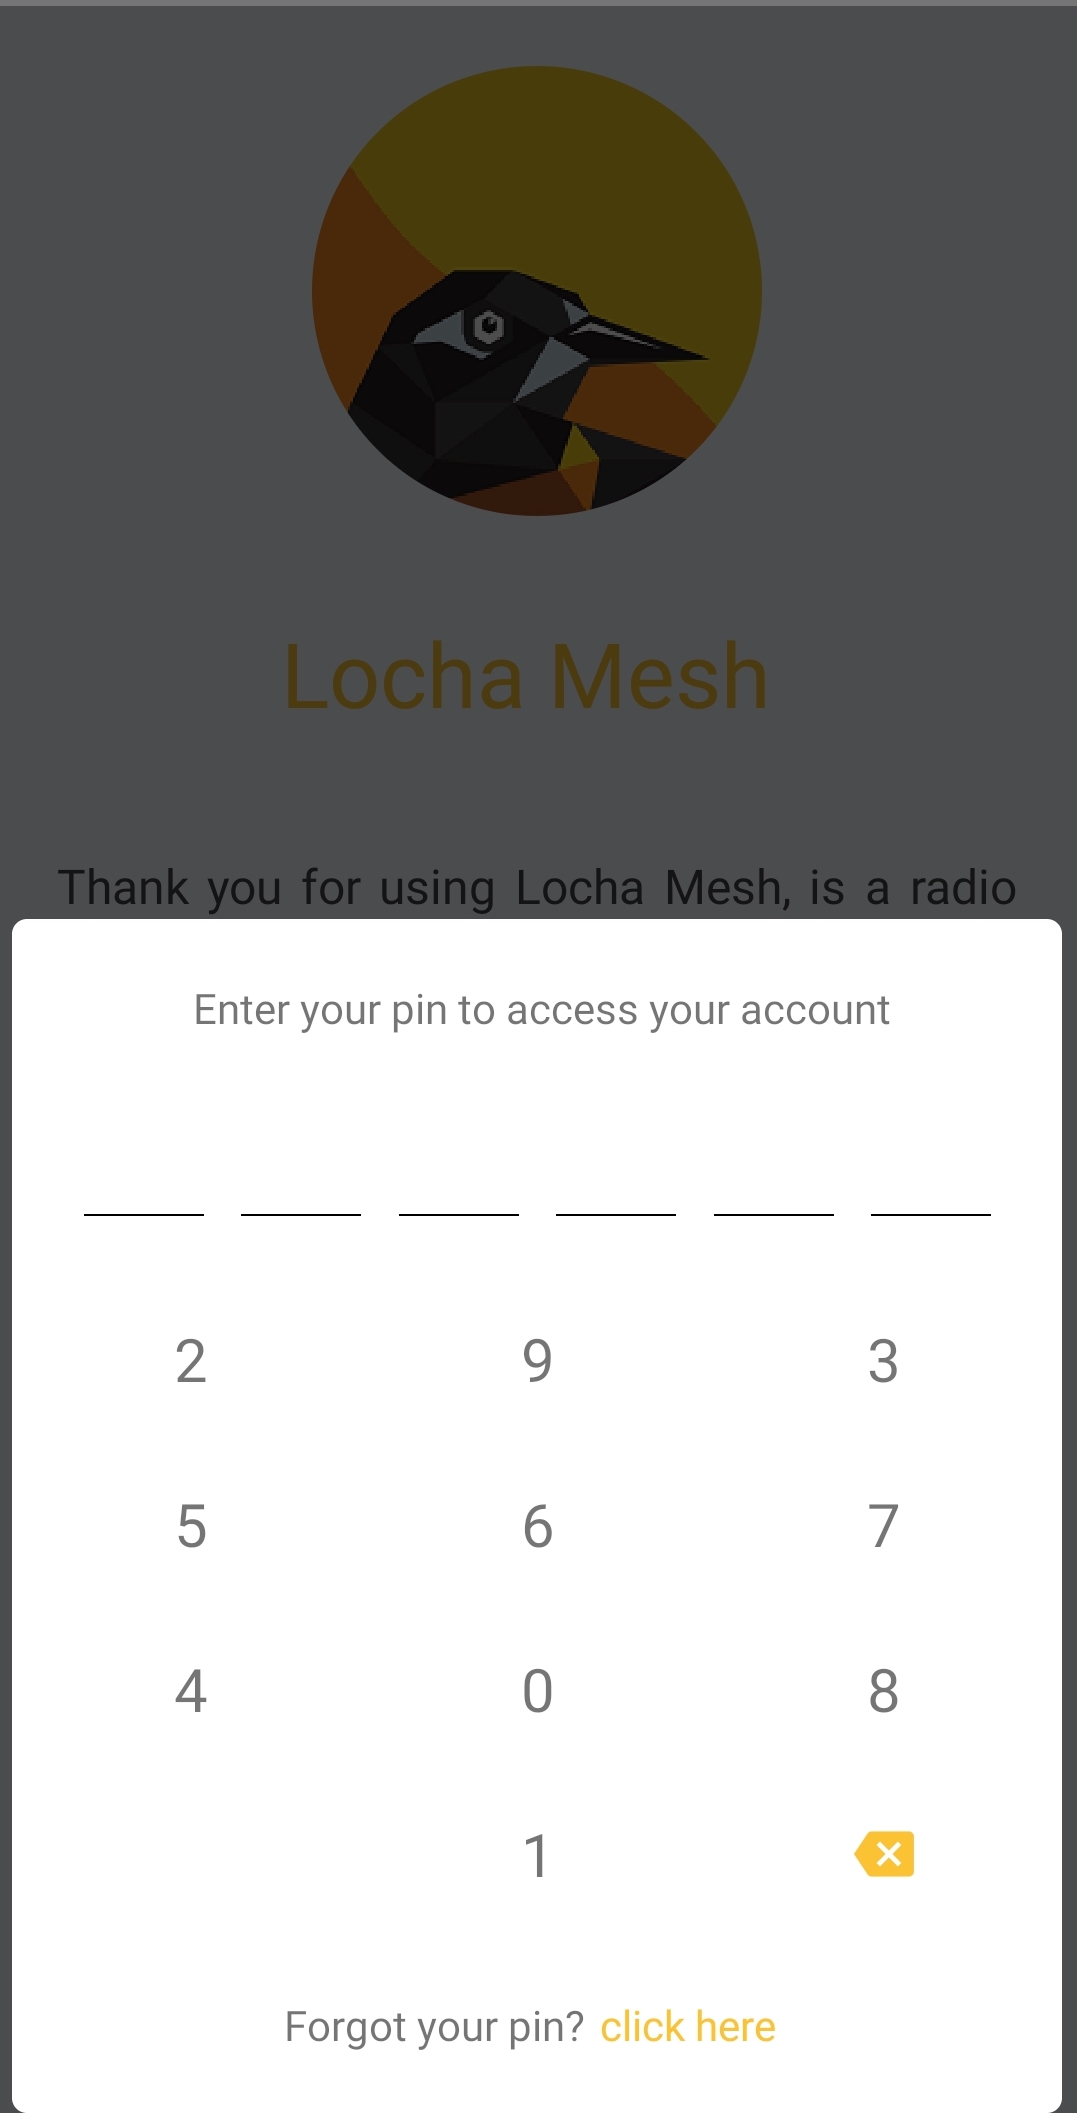 Locha Mesh
Thank you for using Locha Mesh, is a radio
Enter your pin to access your account
2 9 3
5 6 7
4 0 8
1
Forgot your pin? click here